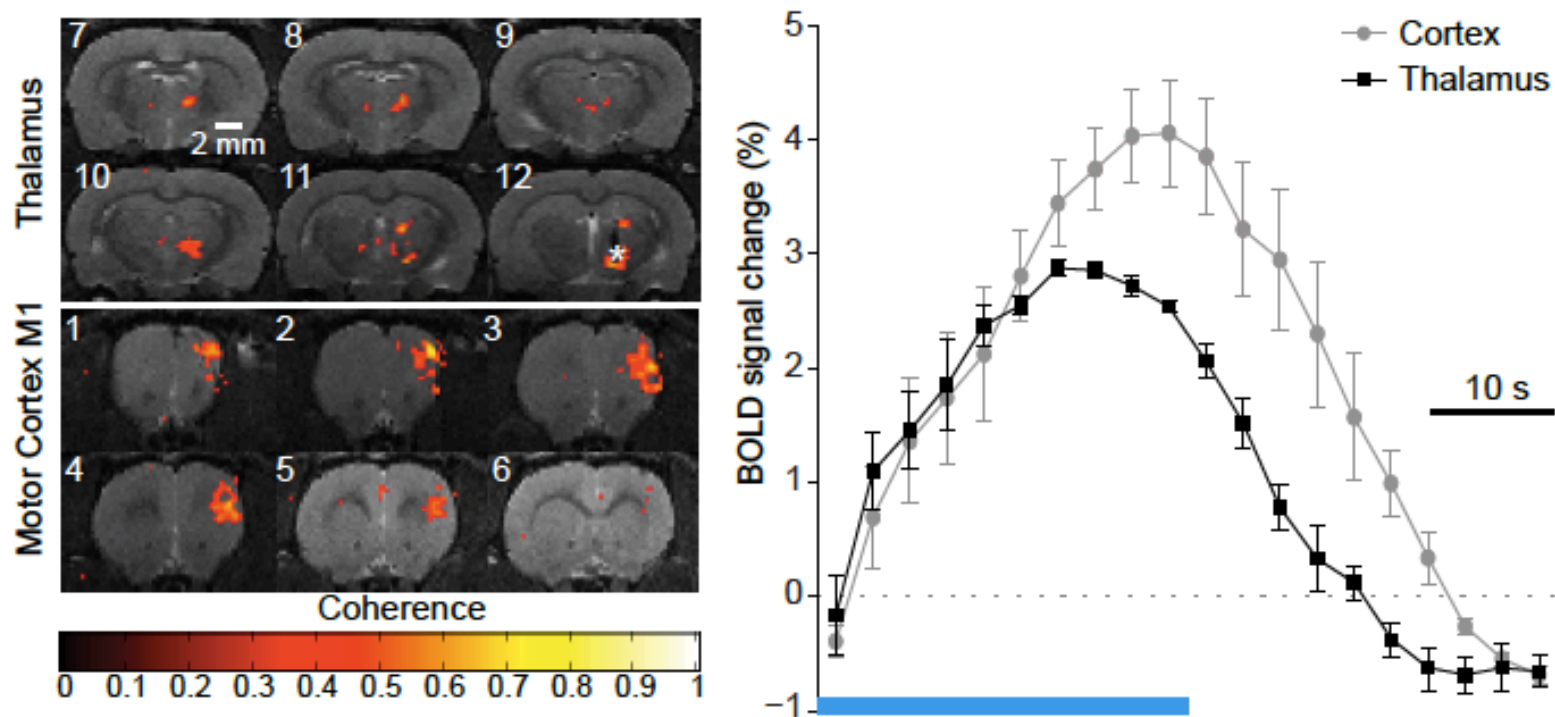 Thalamus
7 8 9
2 mm
10 11 12
*
Motor Cortex M1
1 2 3
4 5 6
Coherence
0 0.1 0.2 0.3 0.4 0.5 0.6 0.7 0.8 0.9 1
BOLD signal change (%)
5
4
3
2
1
0
−1
Cortex
Thalamus
10 s